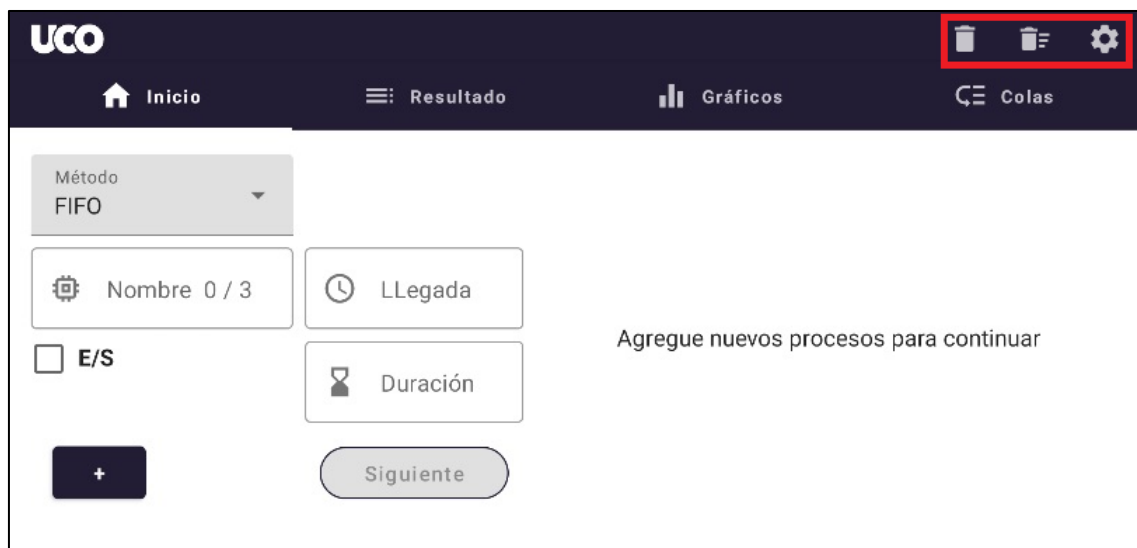 UCO
Inicio
Resultado
Gráficos
Colas
Método
FIFO
Nombre 0 / 3
LLegada
E/S
Duración
Agregue nuevos procesos para continuar
+
Siguiente